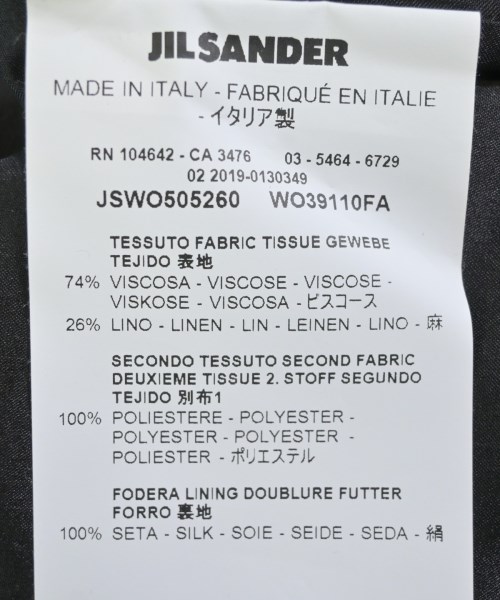 JIL SANDER
MADE IN ITALY - FABRIQUÉ EN ITALIE
- イタリア製
RN 104642 - CA 3476 03 - 5464 - 6729
02 2019-0130349
JSWO505260 WO39110FA
TESSUTO FABRIC TISSUE GEWEBE
TEJIDO 表地
74% VISCOSA - VISCOSE - VISCOSE -
VISKOSE - VISCOSA - ビスコース
26% LINO - LINEN - LIN - LEINEN - LINO - 麻
SECONDO TESSUTO SECOND FABRIC
DEUXIEME TISSUE 2. STOFF SEGUNDO
TEJIDO 別布1
100% POLIESTERE - POLYESTER -
POLYESTER - POLYESTER -
POLIESTER - ポリエステル
FODERA LINING DOUBLURE FUTTER
FORRO 裏地
100% SETA - SILK - SOIE - SEIDE - SEDA - 絹